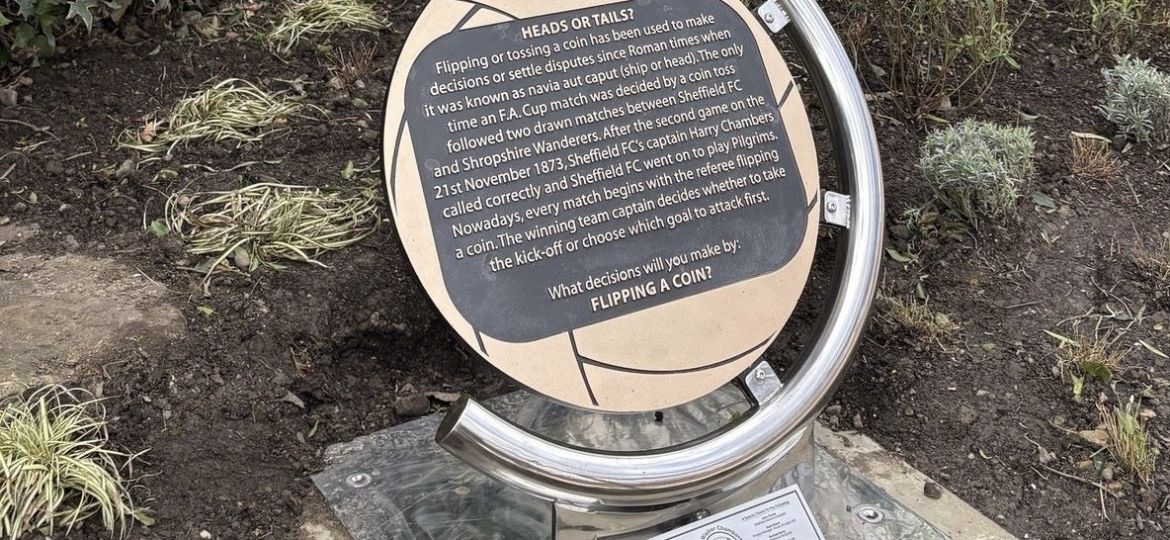 HEADS OR TAILS?
Flipping or tossing a coin has been used to make
decisions or settle disputes since Roman times when
it was known as navia aut caput (ship or head). The only
time an F.A. Cup match was decided by a coin toss
followed two drawn matches between Sheffield FC
and Shropshire Wanderers. After the second game on the
21st November 1873, Sheffield FC's captain Harry Chambers
called correctly and Sheffield FC went on to play Pilgrims.
Nowadays, every match begins with the referee flipping
a coin. The winning team captain decides whether to take
the kick-off or choose which goal to attack first.
What decisions will you make by:
FLIPPING A COIN?